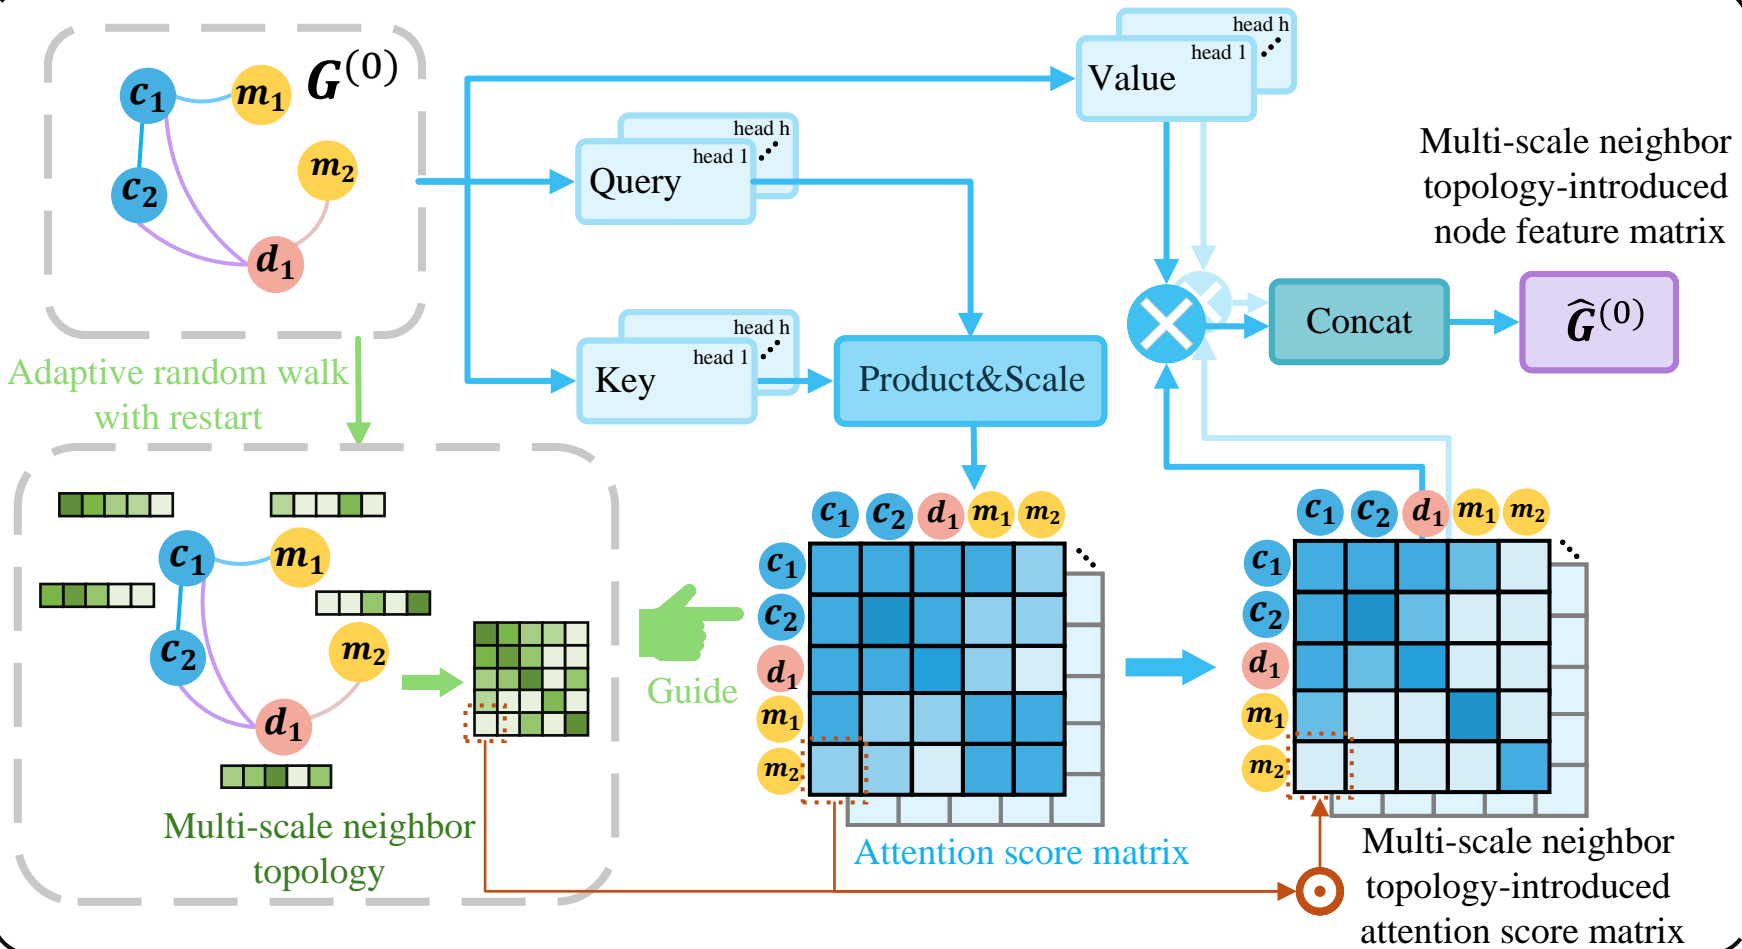 G^(0)
c₁
m₁
c₂
m₂
d₁
head h
head 1
Value
head h
head 1
Query
head h
head 1
Key
Product&Scale
Concat
Ĝ^(0)
Multi-scale neighbor
topology-introduced
node feature matrix
Adaptive random walk
with restart
c₁
m₁
c₂
m₂
d₁
Multi-scale neighbor
topology
Guide
c₁ c₂ d₁ m₁ m₂
c₁
c₂
d₁
m₁
m₂
Attention score matrix
c₁ c₂ d₁ m₁ m₂
c₁
c₂
d₁
m₁
m₂
Multi-scale neighbor
topology-introduced
attention score matrix